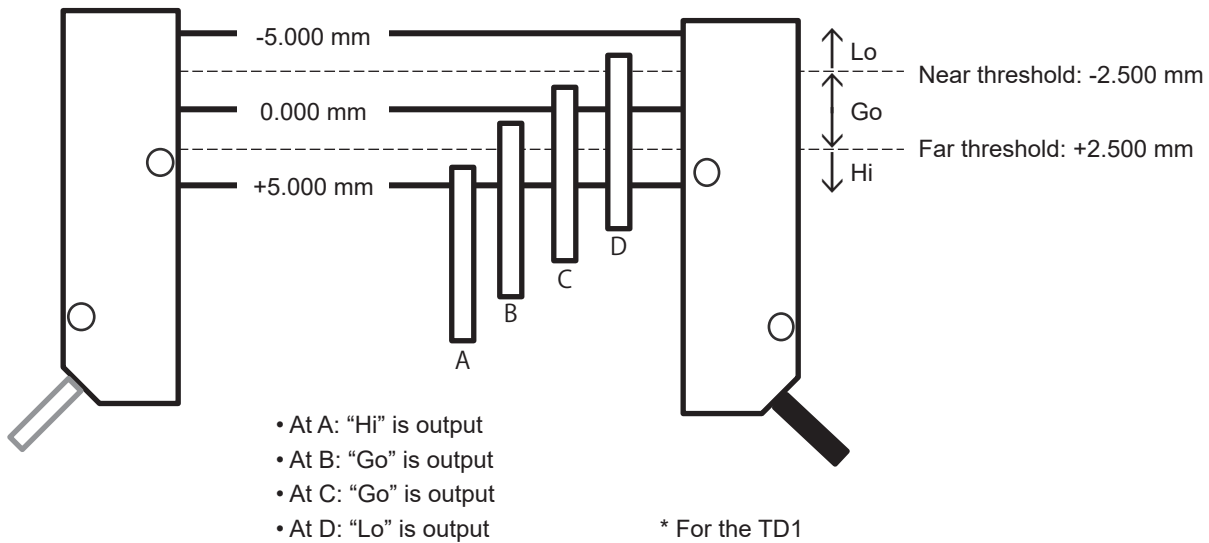 -5.000 mm
Lo
Near threshold: -2.500 mm
0.000 mm
Go
Far threshold: +2.500 mm
+5.000 mm
Hi
D
C
B
A
• At A: “Hi” is output
• At B: “Go” is output
• At C: “Go” is output
• At D: “Lo” is output
* For the TD1